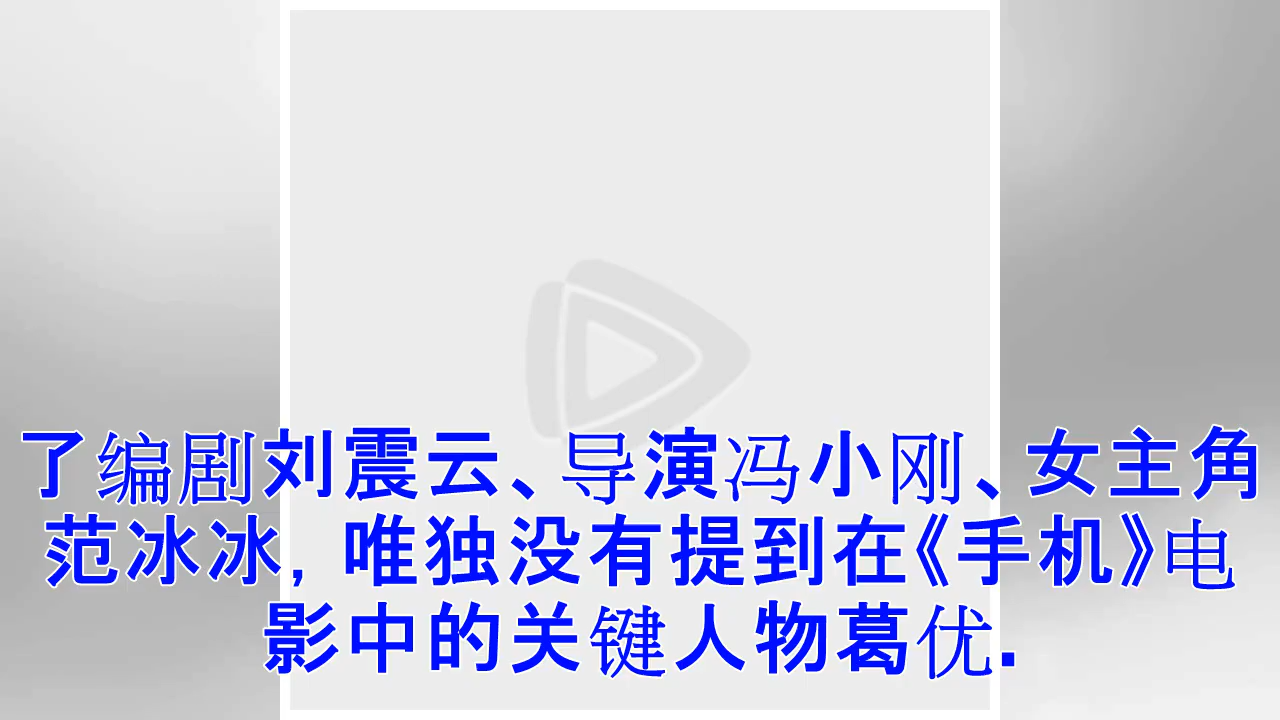 了编剧刘震云、导演冯小刚、女主角
范冰冰, 唯独没有提到在《手机》电
影中的关键人物葛优.